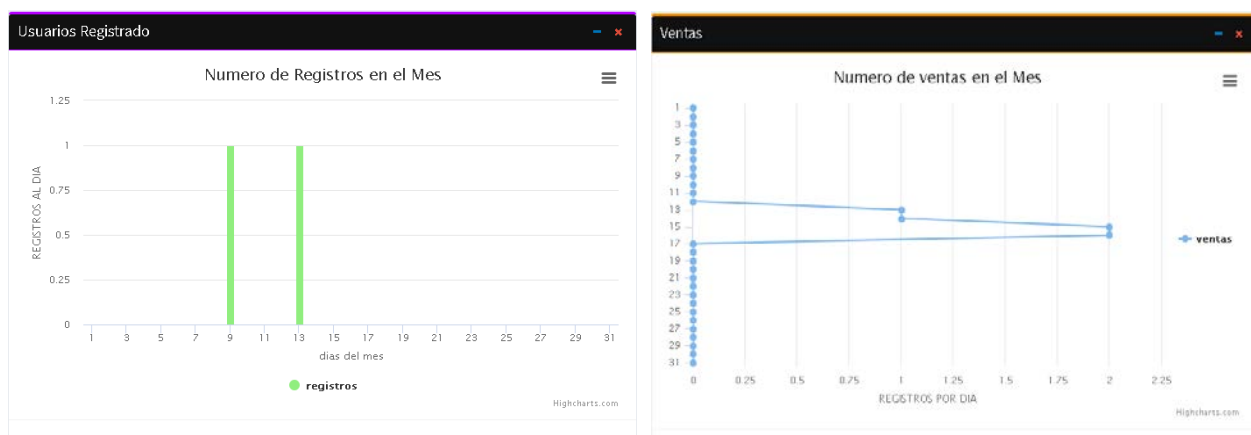 Usuarios Registrado
Numero de Registros en el Mes
1.25
1
0.75
0.5
0.25
0
REGISTROS AL DIA
1 3 5 7 9 11 13 15 17 19 21 23 25 27 29 31
dias del mes
registros
Highcharts.com
Ventas
Numero de ventas en el Mes
1
3
5
7
9
11
13
15
17
19
21
23
25
27
29
31
0 0.25 0.5 0.75 1 1.25 1.5 1.75 2 2.25
REGISTROS POR DIA
ventas
Highcharts.com